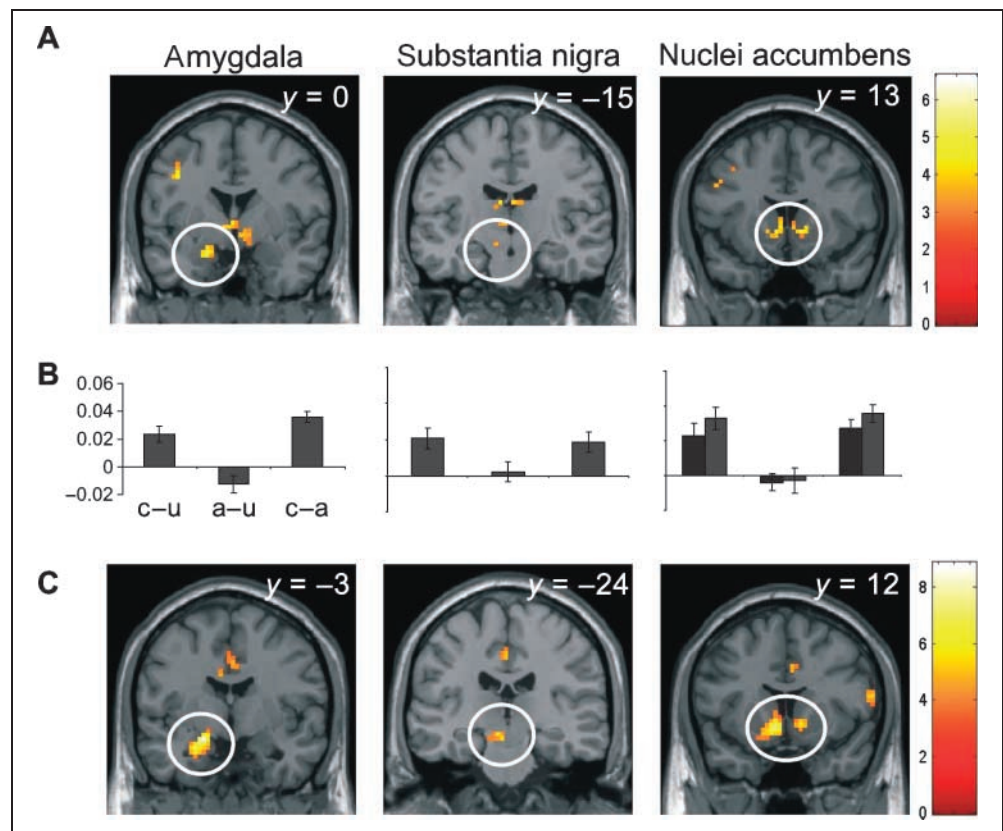 A
Amygdala
Substantia nigra
Nuclei accumbens
y = 0
y = –15
y = 13
6
5
4
3
2
1
0
B
0.06
0.04
0.02
0
–0.02
c–u
a–u
c–a
C
y = –3
y = –24
y = 12
8
6
4
2
0